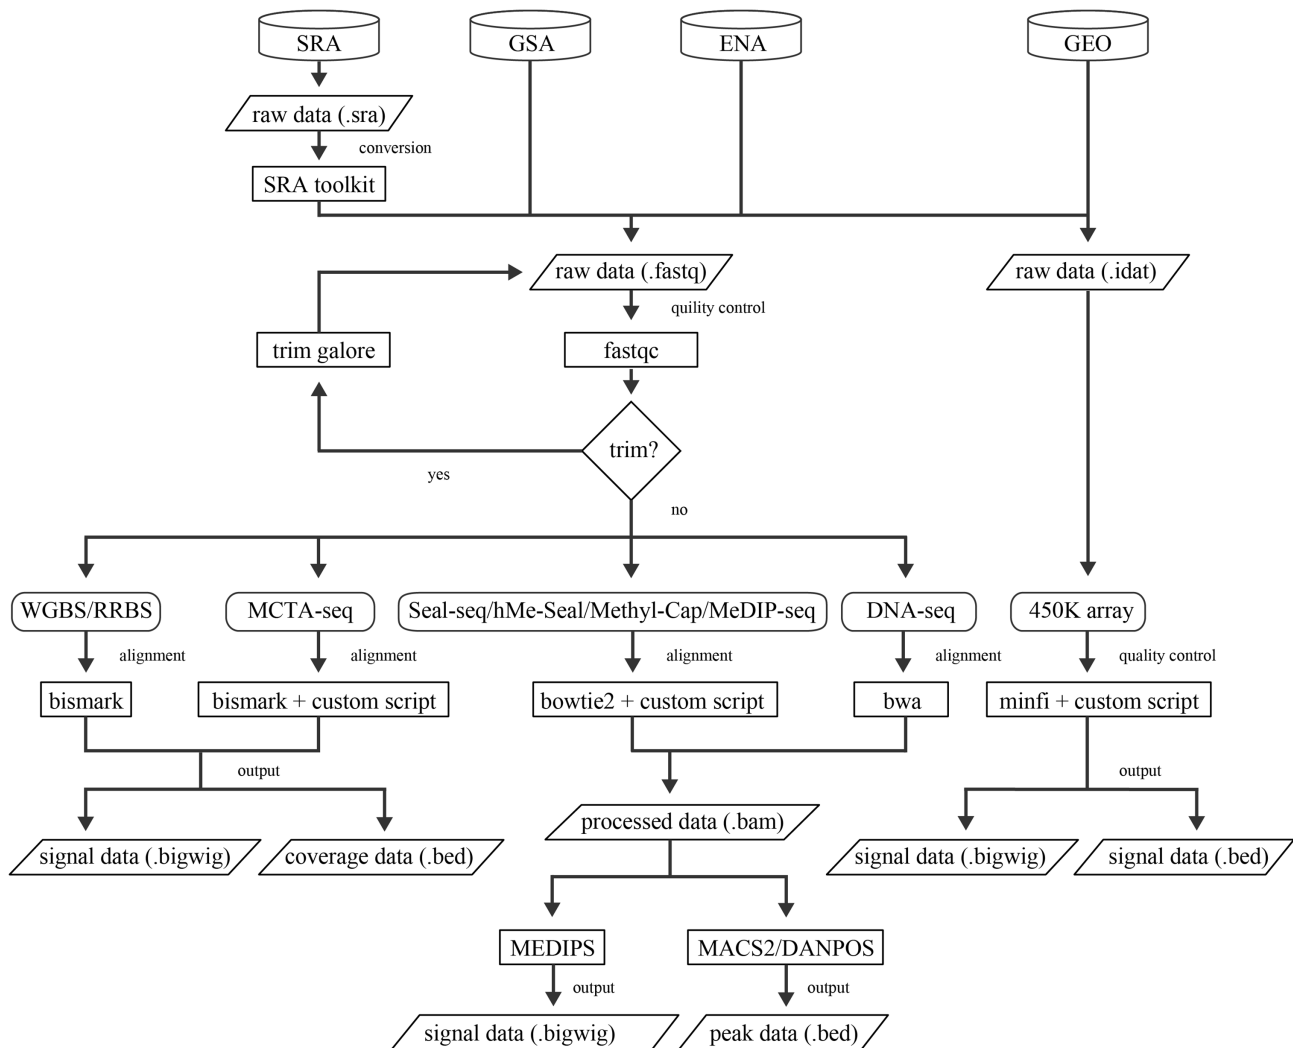 SRA
GSA
ENA
GEO
raw data (.sra)
conversion
SRA toolkit
raw data (.fastq)
raw data (.idat)
quility control
trim galore
fastqc
trim?
yes
no
WGBS/RRBS
MCTA-seq
Seal-seq/hMe-Seal/Methyl-Cap/MeDIP-seq
DNA-seq
450K array
alignment
alignment
alignment
alignment
quality control
bismark
bismark + custom script
bowtie2 + custom script
bwa
minfi + custom script
output
output
processed data (.bam)
signal data (.bigwig)
coverage data (.bed)
signal data (.bigwig)
signal data (.bed)
MEDIPS
MACS2/DANPOS
output
output
signal data (.bigwig)
peak data (.bed)